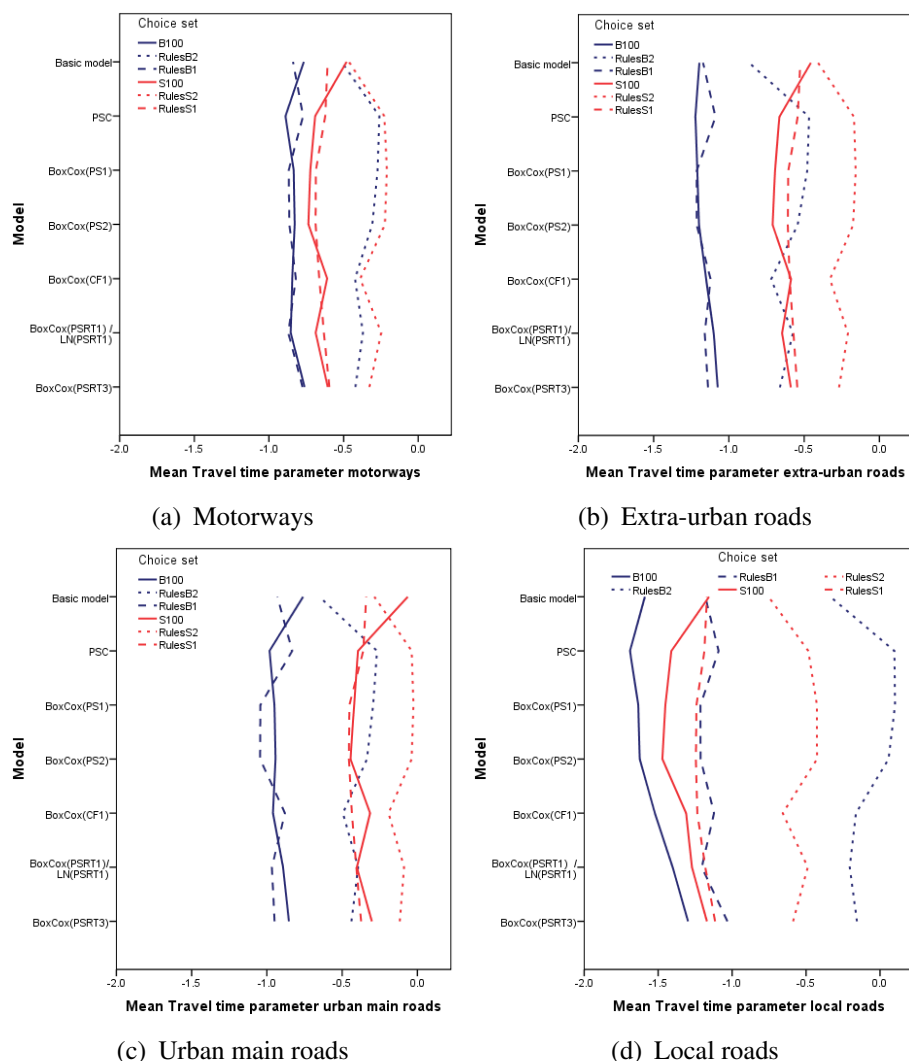 Choice set
B100
RulesB2
RulesB1
S100
RulesS2
RulesS1
Model
Basic model
PSC
BoxCox(PS1)
BoxCox(PS2)
BoxCox(CF1)
BoxCox(PSRT1) /
LN(PSRT1)
BoxCox(PSRT3)
-2.0 -1.5 -1.0 -0.5 0.0
Mean Travel time parameter motorways
(a) Motorways
Choice set
B100
RulesB2
RulesB1
S100
RulesS2
RulesS1
Model
Basic model
PSC
BoxCox(PS1)
BoxCox(PS2)
BoxCox(CF1)
BoxCox(PSRT1)/
LN(PSRT1)
BoxCox(PSRT3)
-2.0 -1.5 -1.0 -0.5 0.0
Mean Travel time parameter extra-urban roads
(b) Extra-urban roads
Choice set
B100
RulesB2
RulesB1
S100
RulesS2
RulesS1
Model
Basic model
PSC
BoxCox(PS1)
BoxCox(PS2)
BoxCox(CF1)
BoxCox(PSRT1)/
LN(PSRT1)
BoxCox(PSRT3)
-2.0 -1.5 -1.0 -0.5 0.0
Mean Travel time parameter urban main roads
(c) Urban main roads
Choice set
B100 RulesB1 RulesS2
RulesB2 S100 RulesS1
Model
Basic model
PSC
BoxCox(PS1)
BoxCox(PS2)
BoxCox(CF1)
BoxCox(PSRT1) /
LN(PSRT1)
BoxCox(PSRT3)
-2.0 -1.5 -1.0 -0.5 0.0
Mean Travel time parameter local roads
(d) Local roads